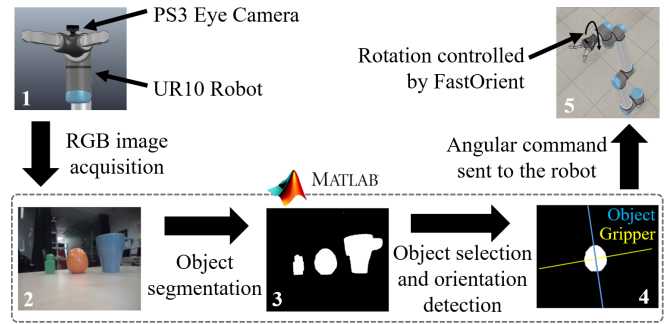 PS3 Eye Camera
UR10 Robot
1
Rotation controlled
by FastOrient
5
RGB image
acquisition
MATLAB
Angular command
sent to the robot
2
Object
segmentation
3
Object selection
and orientation
detection
Object
Gripper
4